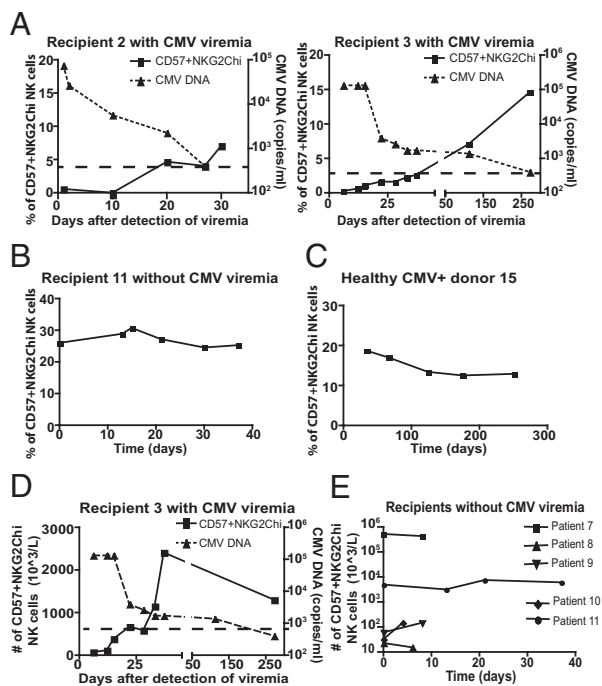 A
Recipient 2 with CMV viremia
CD57+NKG2Chi
CMV DNA
% of CD57+NKG2Chi NK cells
20
15
10
5
0
10^5
10^4
10^3
10^2
CMV DNA (copies/ml)
0 10 20 30
Days after detection of viremia
Recipient 3 with CMV viremia
CD57+NKG2Chi
CMV DNA
% of CD57+NKG2Chi NK cells
20
15
10
5
0
10^6
10^5
10^4
10^3
10^2
CMV DNA (copies/ml)
0 25 50 50 150 250
Days after detection of viremia
B
Recipient 11 without CMV viremia
% of CD57+NKG2Chi NK cells
40
30
20
10
0
0 10 20 30 40
Time (days)
C
Healthy CMV+ donor 15
% of CD57+NKG2Chi NK cells
30
20
10
0
0 100 200 300
Time (days)
D
Recipient 3 with CMV viremia
CD57+NKG2Chi
CMV DNA
# of CD57+NKG2Chi
NK cells (10^3/L)
3000
2000
1000
0
10^6
10^5
10^4
10^3
10^2
CMV DNA (copies/ml)
0 25 50 50 150 250
Days after detection of viremia
E
Recipients without CMV viremia
Patient 7
Patient 8
Patient 9
Patient 10
Patient 11
# of CD57+NKG2Chi
NK cells (10^3/L)
10^6
10^5
10^4
10^3
10^2
10
0 10 20 30 40
Time (days)